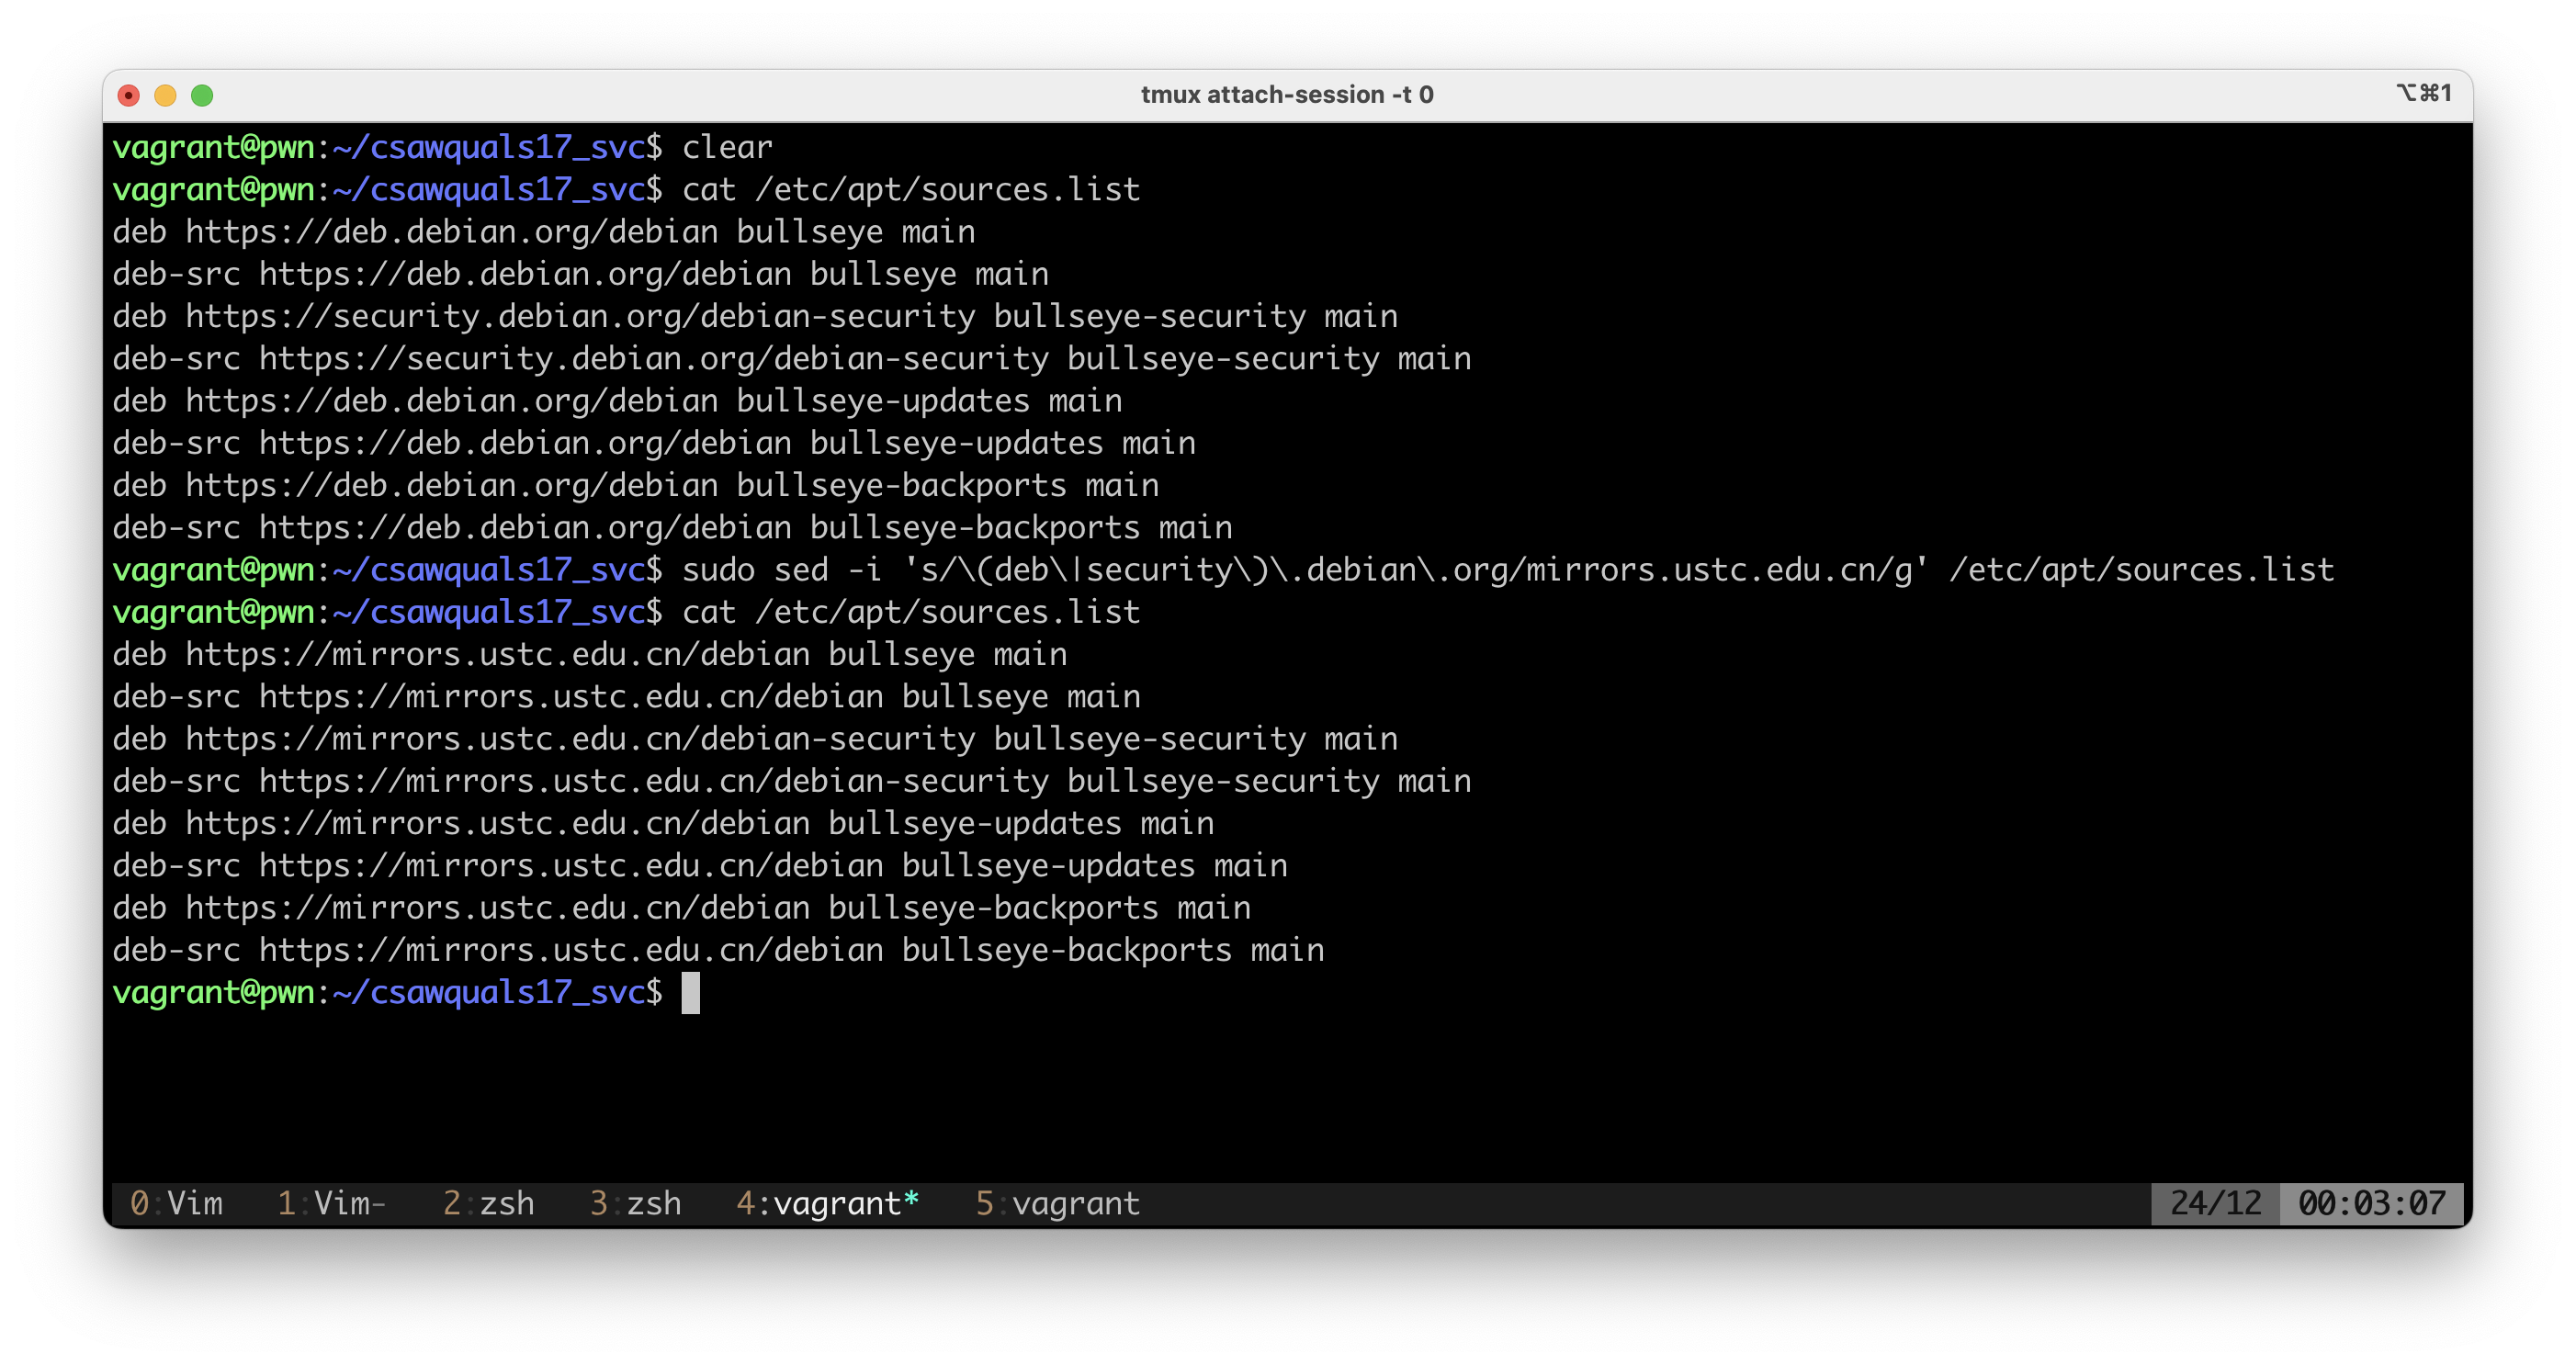 tmux attach-session -t 0
⌥⌘1
vagrant@pwn:~/csawquals17_svc$ clear
vagrant@pwn:~/csawquals17_svc$ cat /etc/apt/sources.list
deb https://deb.debian.org/debian bullseye main
deb-src https://deb.debian.org/debian bullseye main
deb https://security.debian.org/debian-security bullseye-security main
deb-src https://security.debian.org/debian-security bullseye-security main
deb https://deb.debian.org/debian bullseye-updates main
deb-src https://deb.debian.org/debian bullseye-updates main
deb https://deb.debian.org/debian bullseye-backports main
deb-src https://deb.debian.org/debian bullseye-backports main
vagrant@pwn:~/csawquals17_svc$ sudo sed -i 's/\(deb\|security\)\.debian\.org/mirrors.ustc.edu.cn/g' /etc/apt/sources.list
vagrant@pwn:~/csawquals17_svc$ cat /etc/apt/sources.list
deb https://mirrors.ustc.edu.cn/debian bullseye main
deb-src https://mirrors.ustc.edu.cn/debian bullseye main
deb https://mirrors.ustc.edu.cn/debian-security bullseye-security main
deb-src https://mirrors.ustc.edu.cn/debian-security bullseye-security main
deb https://mirrors.ustc.edu.cn/debian bullseye-updates main
deb-src https://mirrors.ustc.edu.cn/debian bullseye-updates main
deb https://mirrors.ustc.edu.cn/debian bullseye-backports main
deb-src https://mirrors.ustc.edu.cn/debian bullseye-backports main
vagrant@pwn:~/csawquals17_svc$
0:Vim 1:Vim- 2:zsh 3:zsh 4:vagrant* 5:vagrant 24/12 00:03:07